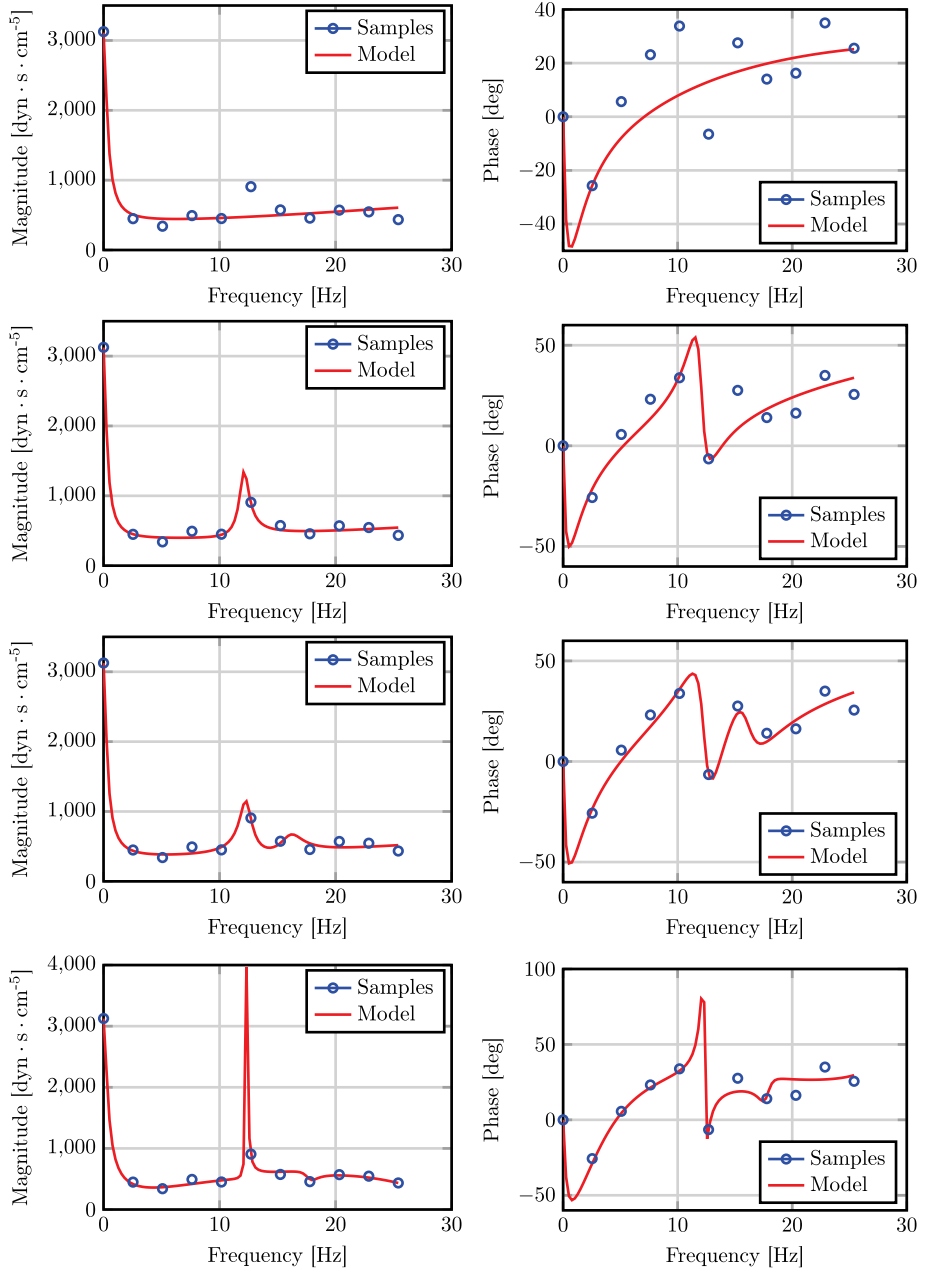 3,000
2,000
1,000
0
0 10 20 30
Magnitude [dyn · s · cm⁻⁵]
Frequency [Hz]
Samples
Model
40
20
0
−20
−40
0 10 20 30
Phase [deg]
Frequency [Hz]
Samples
Model
3,000
2,000
1,000
0
0 10 20 30
Magnitude [dyn · s · cm⁻⁵]
Frequency [Hz]
Samples
Model
50
0
−50
0 10 20 30
Phase [deg]
Frequency [Hz]
Samples
Model
3,000
2,000
1,000
0
0 10 20 30
Magnitude [dyn · s · cm⁻⁵]
Frequency [Hz]
Samples
Model
50
0
−50
0 10 20 30
Phase [deg]
Frequency [Hz]
Samples
Model
4,000
3,000
2,000
1,000
0
0 10 20 30
Magnitude [dyn · s · cm⁻⁵]
Frequency [Hz]
Samples
Model
100
50
0
−50
0 10 20 30
Phase [deg]
Frequency [Hz]
Samples
Model